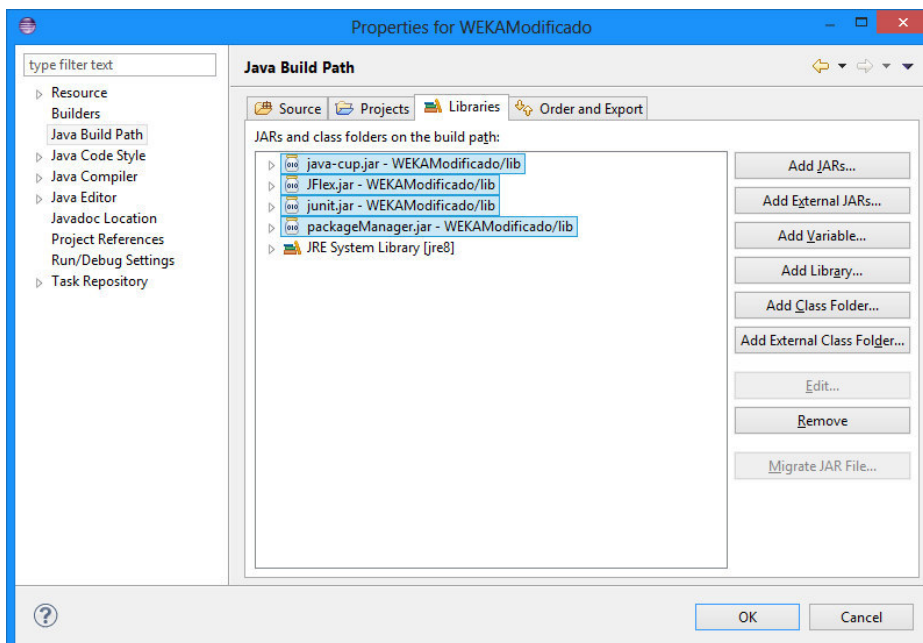 Properties for WEKAModificado
type filter text
Resource
Builders
Java Build Path
Java Code Style
Java Compiler
Java Editor
Javadoc Location
Project References
Run/Debug Settings
Task Repository
Java Build Path
Source Projects Libraries Order and Export
JARs and class folders on the build path:
java-cup.jar - WEKAModificado/lib
JFlex.jar - WEKAModificado/lib
junit.jar - WEKAModificado/lib
packageManager.jar - WEKAModificado/lib
JRE System Library [jre8]
Add JARs...
Add External JARs...
Add Variable...
Add Library...
Add Class Folder...
Add External Class Folder...
Edit...
Remove
Migrate JAR File...
OK Cancel